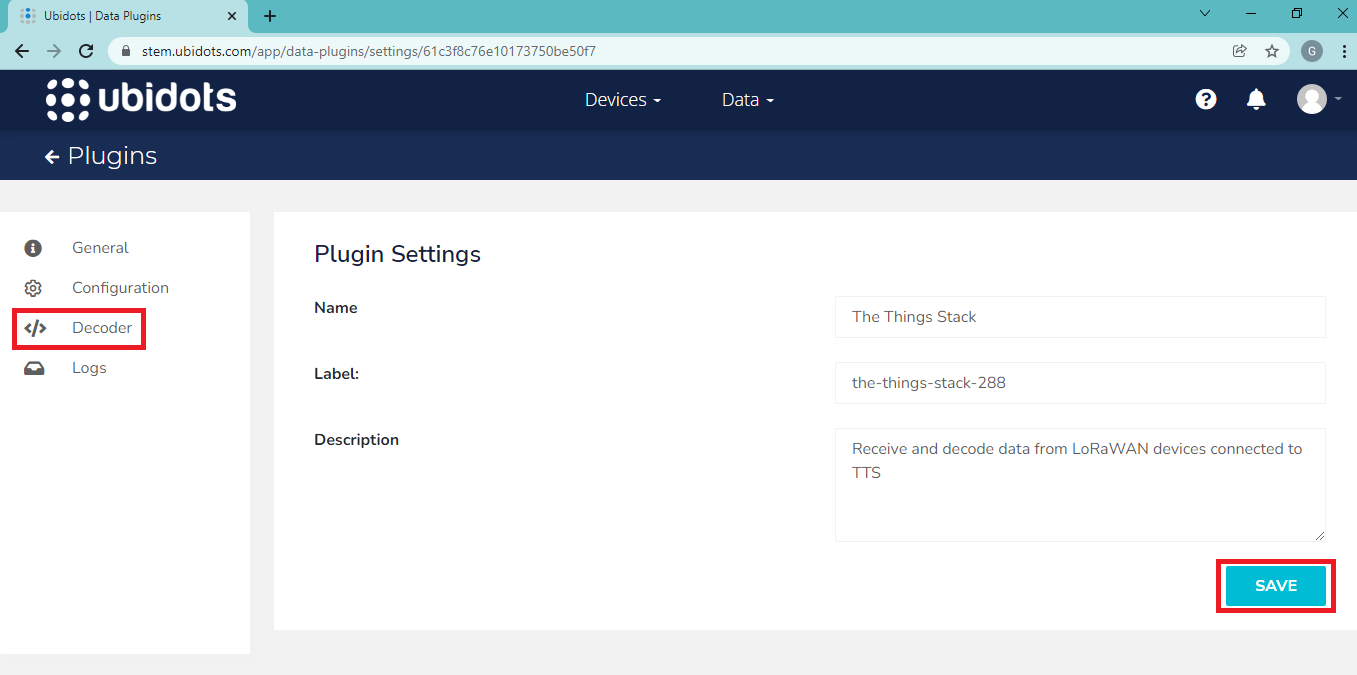 Ubidots | Data Plugins
stem.ubidots.com/app/data-plugins/settings/61c3f8c76e10173750be50f7
G
ubidots
Devices
Data
?
Plugins
General
Configuration
Decoder
Logs
Plugin Settings
Name
The Things Stack
Label:
the-things-stack-288
Description
Receive and decode data from LoRaWAN devices connected to
TTS
SAVE